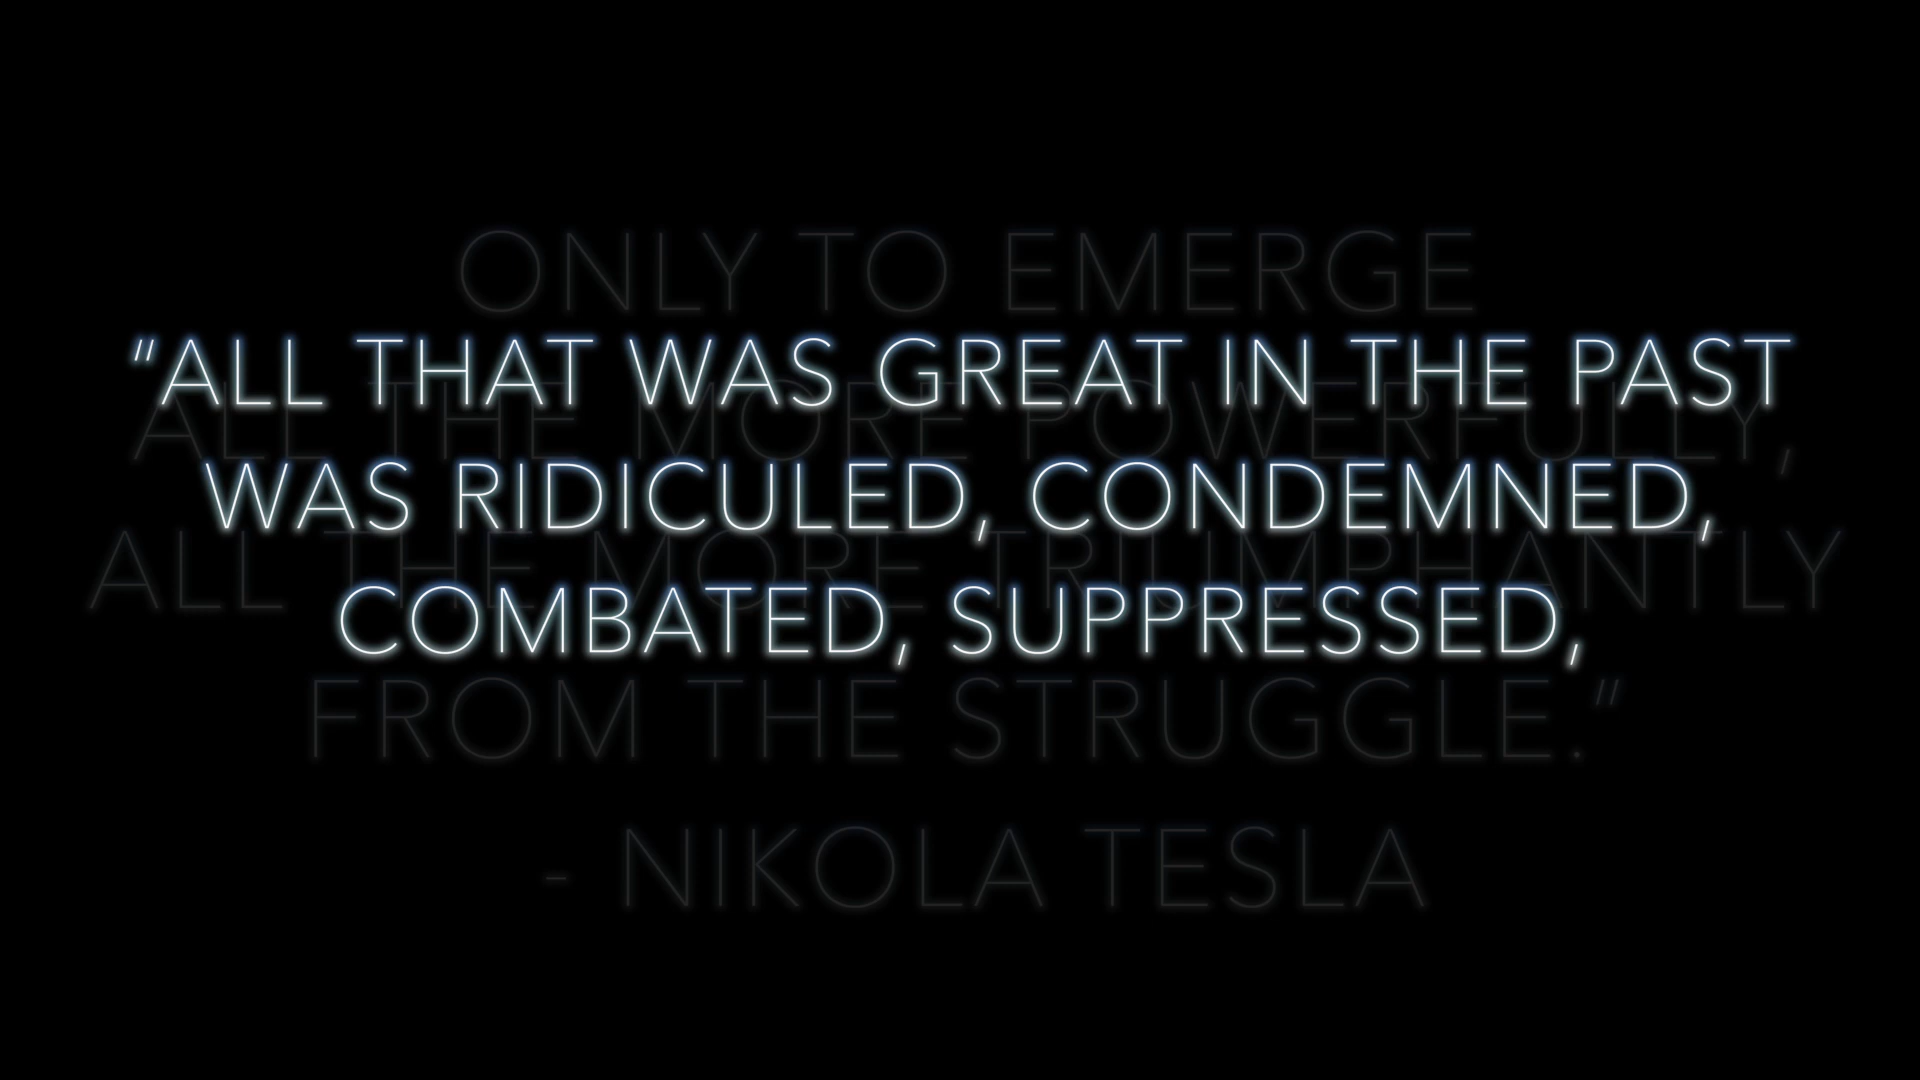 "ALL THAT WAS GREAT IN THE PAST
WAS RIDICULED, CONDEMNED,
COMBATED, SUPPRESSED,
ONLY TO EMERGE
ALL THE MORE POWERFULLY,
ALL THE MORE TRIUMPHANTLY
FROM THE STRUGGLE."
- NIKOLA TESLA